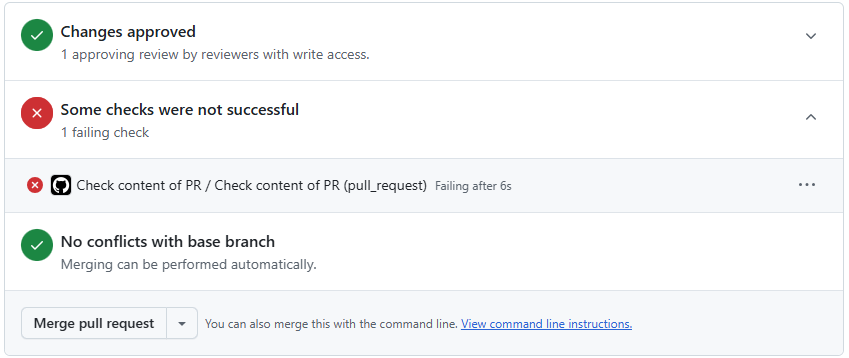 Changes approved
1 approving review by reviewers with write access.
Some checks were not successful
1 failing check
Check content of PR / Check content of PR (pull_request) Failing after 6s
No conflicts with base branch
Merging can be performed automatically.
Merge pull request You can also merge this with the command line. View command line instructions.